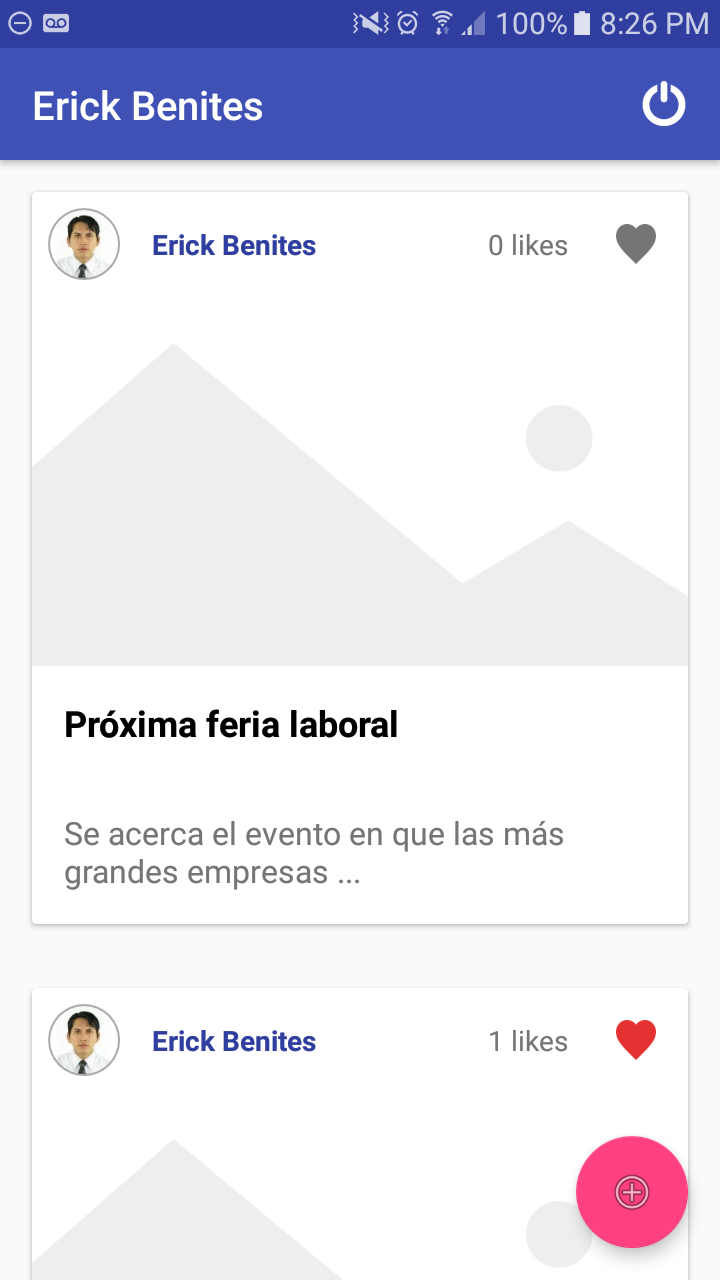 100% 8:26 PM
Erick Benites
Erick Benites 0 likes
Próxima feria laboral
Se acerca el evento en que las más
grandes empresas ...
Erick Benites 1 likes